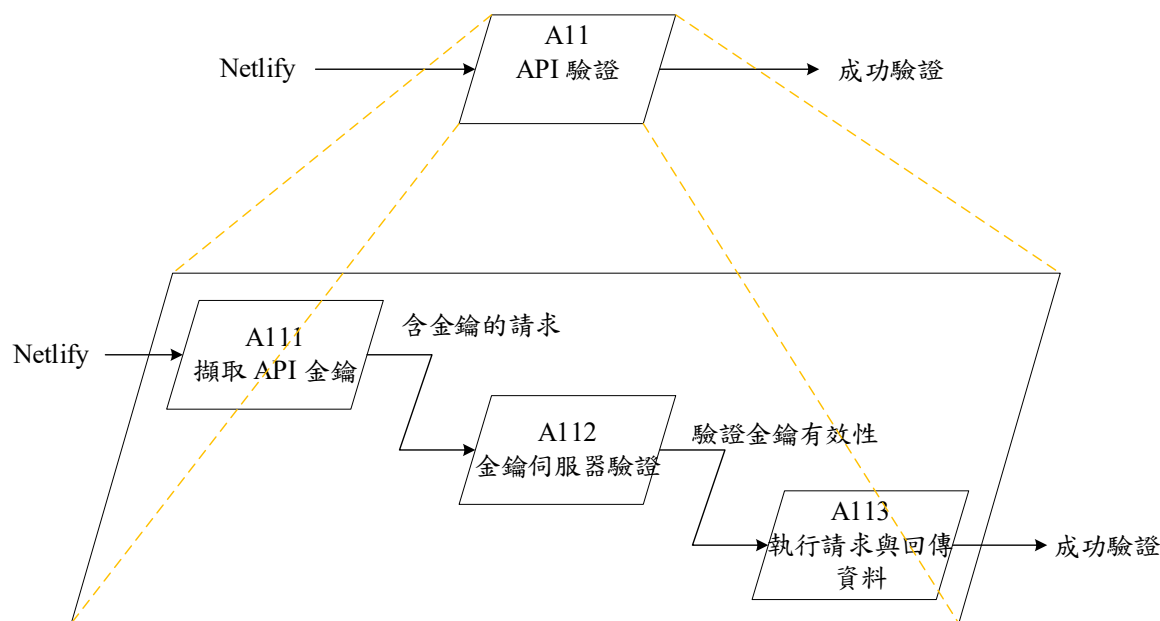 A11
API 驗證
Netlify
成功驗證
A111
擷取 API 金鑰
Netlify
含金鑰的請求
A112
金鑰伺服器驗證
驗證金鑰有效性
A113
執行請求與回傳
資料
成功驗證